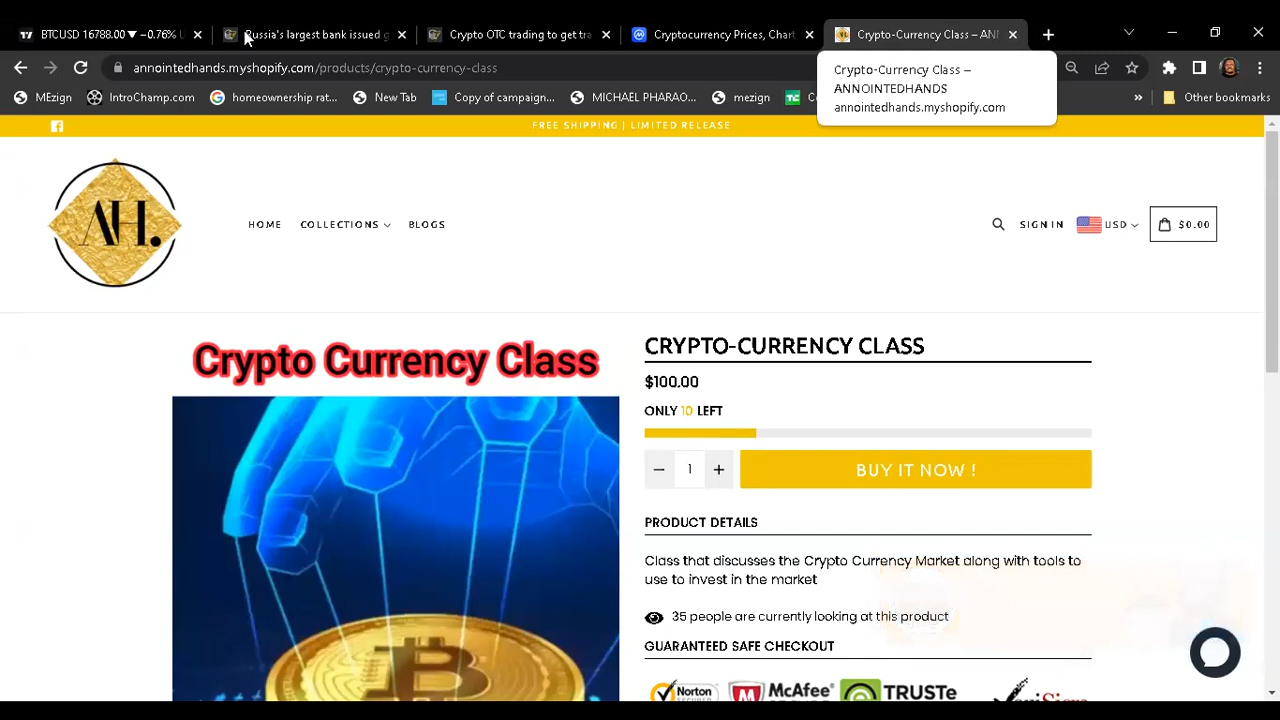 BTCUSD 16788.00 ▼ −0.76% U
Russia's largest bank issued g
Crypto OTC trading to get tra
Cryptocurrency Prices, Chart
Crypto-Currency Class – ANN
annointedhands.myshopify.com/products/crypto-currency-class
Crypto-Currency Class –
ANNOINTEDHANDS
annointedhands.myshopify.com
MEzign
IntroChamp.com
homeownership rat...
New Tab
Copy of campaign...
MICHAEL PHARAO...
mezign
»
Other bookmarks
FREE SHIPPING | LIMITED RELEASE
AH.
HOME
COLLECTIONS
BLOGS
SIGN IN
USD
$0.00
Crypto Currency Class
CRYPTO-CURRENCY CLASS
$100.00
ONLY 10 LEFT
− 1 +
BUY IT NOW !
PRODUCT DETAILS
Class that discusses the Crypto Currency Market along with tools to
use to invest in the market
35 people are currently looking at this product
GUARANTEED SAFE CHECKOUT
Norton
McAfee
TRUSTe